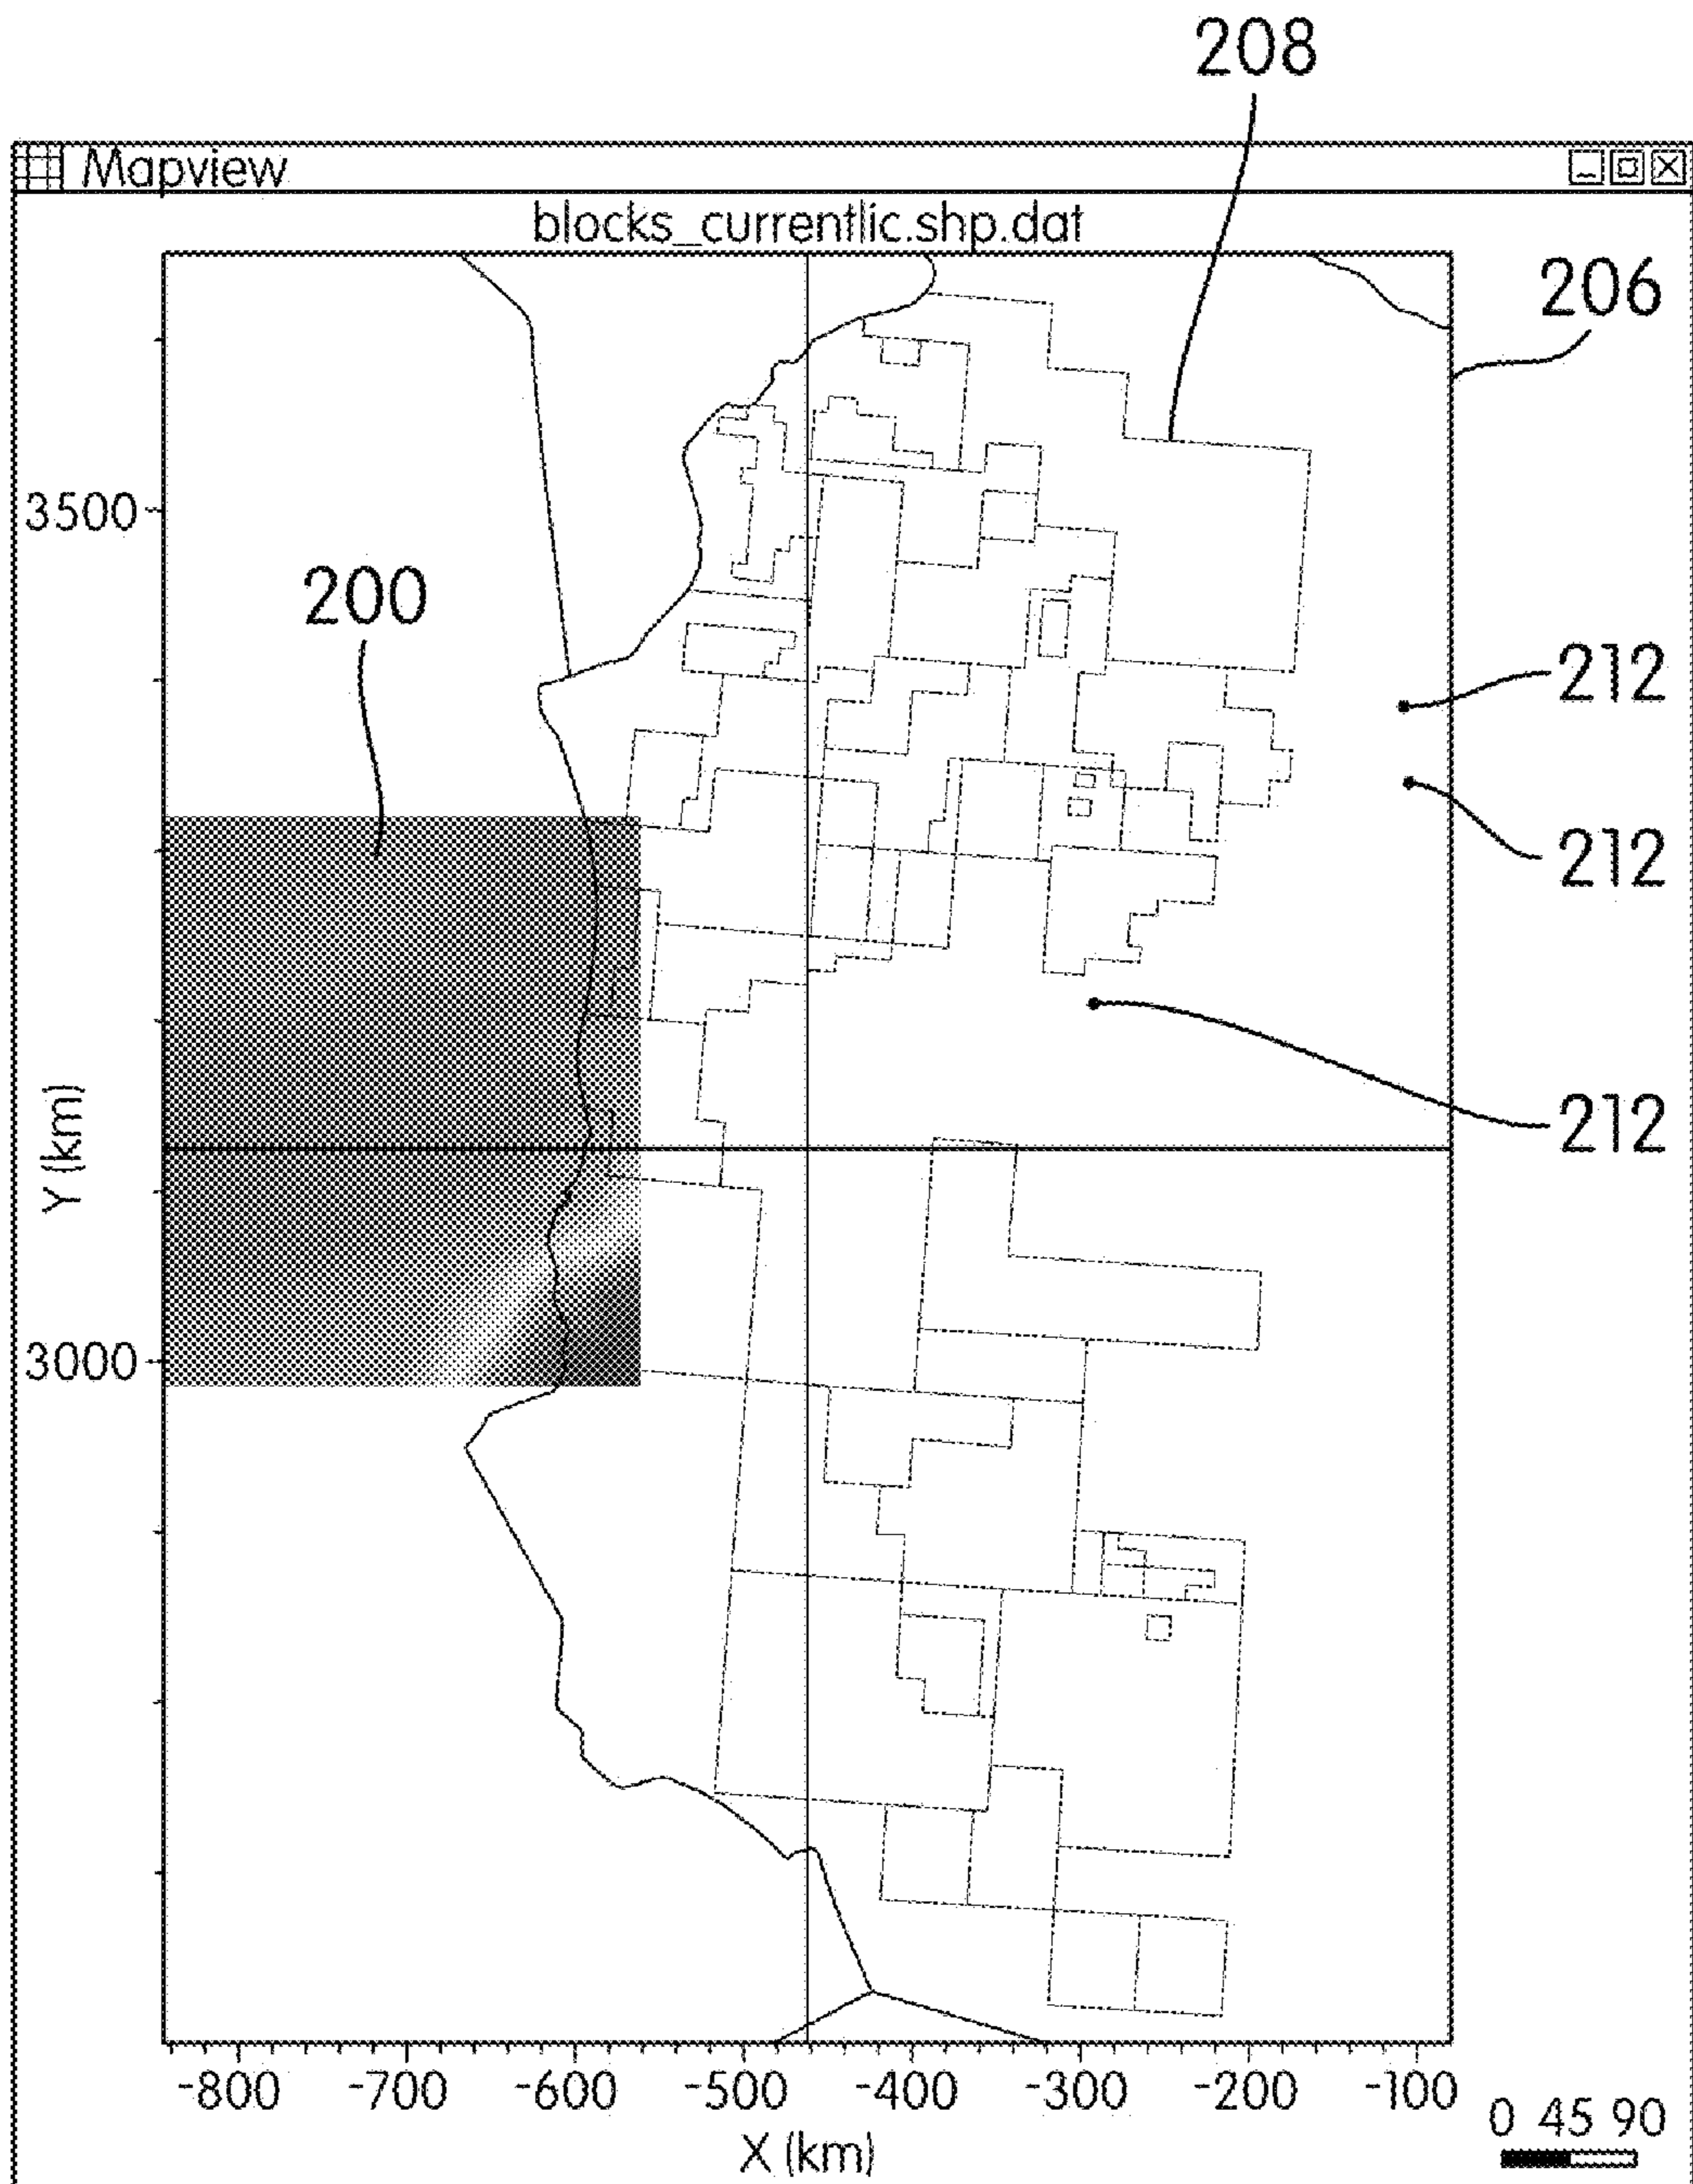 208
Mapview
blocks_currentlic.shp.dat
206
3500
200
212
212
212
Y (km)
3000
-800 -700 -600 -500 -400 -300 -200 -100
0 45 90
X (km)